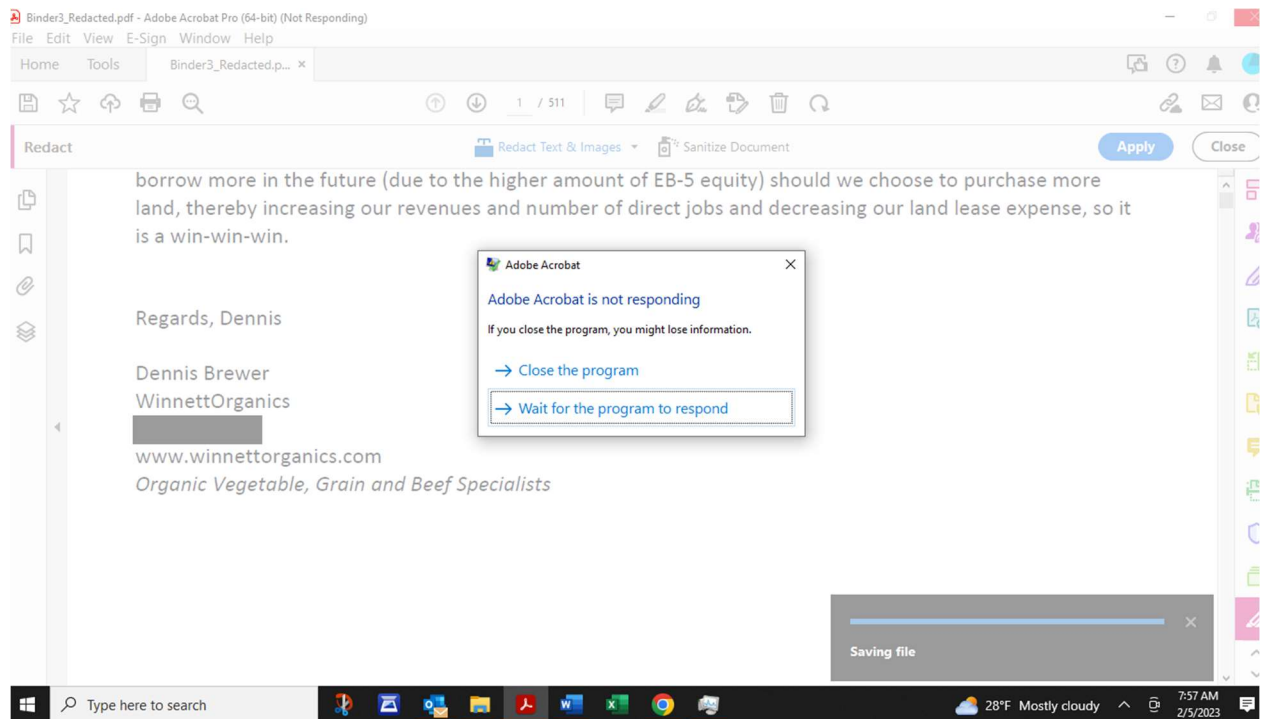 Binder3_Redacted.pdf - Adobe Acrobat Pro (64-bit) (Not Responding)
File Edit View E-Sign Window Help
Home Tools Binder3_Redacted.p... ×
1 / 511
Redact Redact Text & Images Sanitize Document Apply Close
borrow more in the future (due to the higher amount of EB-5 equity) should we choose to purchase more
land, thereby increasing our revenues and number of direct jobs and decreasing our land lease expense, so it
is a win-win-win.
Regards, Dennis
Dennis Brewer
WinnettOrganics
www.winnettorganics.com
Organic Vegetable, Grain and Beef Specialists
Adobe Acrobat
Adobe Acrobat is not responding
If you close the program, you might lose information.
Close the program
Wait for the program to respond
Saving file
Type here to search
28°F Mostly cloudy
7:57 AM
2/5/2023